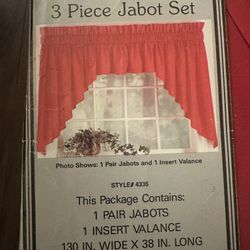 3 Piece Jabot Set
Photo Shows: 1 Pair Jabots and 1 Insert Valance
STYLE# 4335
This Package Contains:
1 PAIR JABOTS
1 INSERT VALANCE
130 IN. WIDE X 38 IN. LONG